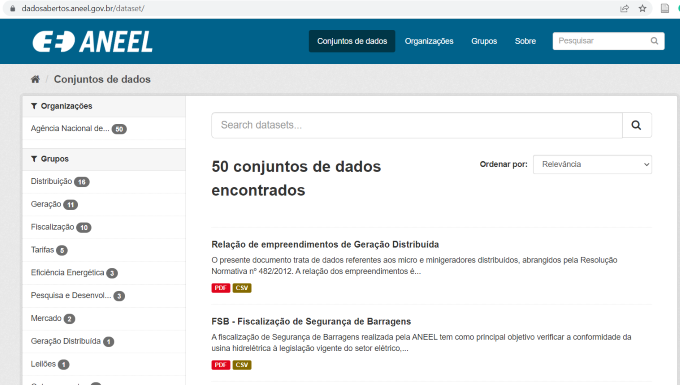 dadosabertos.aneel.gov.br/dataset/
ANEEL
Conjuntos de dados Organizações Grupos Sobre Pesquisar
/ Conjuntos de dados
Organizações
Agência Nacional de... 50
Grupos
Distribuição 16
Geração 11
Fiscalização 10
Tarifas 5
Eficiência Energética 3
Pesquisa e Desenvol... 3
Mercado 2
Geração Distribuída 1
Leilões 1
Search datasets...
50 conjuntos de dados
encontrados
Ordenar por: Relevância
Relação de empreendimentos de Geração Distribuida
O presente documento trata de dados referentes aos micro e minigeradores distribuidos, abrangidos pela Resolução
Normativa nº 482/2012. A relação dos empreendimentos é...
PDF CSV
FSB - Fiscalização de Segurança de Barragens
A fiscalização de Segurança de Barragens realizada pela ANEEL tem como principal objetivo verificar a conformidade da
usina hidrelétrica à legislação vigente do setor elétrico,...
PDF CSV